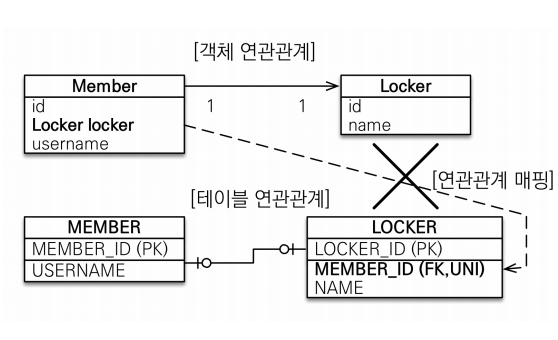 [객체 연관관계]
Member
id
Locker locker
username
1
1
Locker
id
name
[연관관계 매핑]
[테이블 연관관계]
MEMBER
MEMBER_ID (PK)
USERNAME
LOCKER
LOCKER_ID (PK)
MEMBER_ID (FK,UNI)
NAME